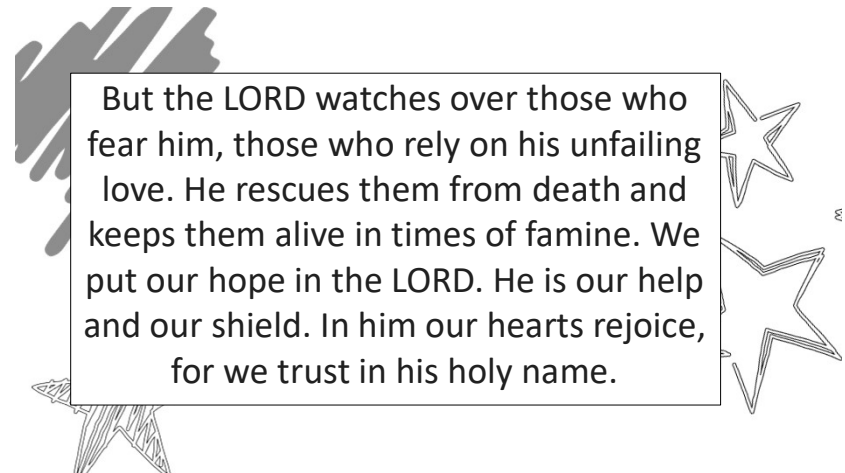 But the LORD watches over those who
fear him, those who rely on his unfailing
love. He rescues them from death and
keeps them alive in times of famine. We
put our hope in the LORD. He is our help
and our shield. In him our hearts rejoice,
for we trust in his holy name.